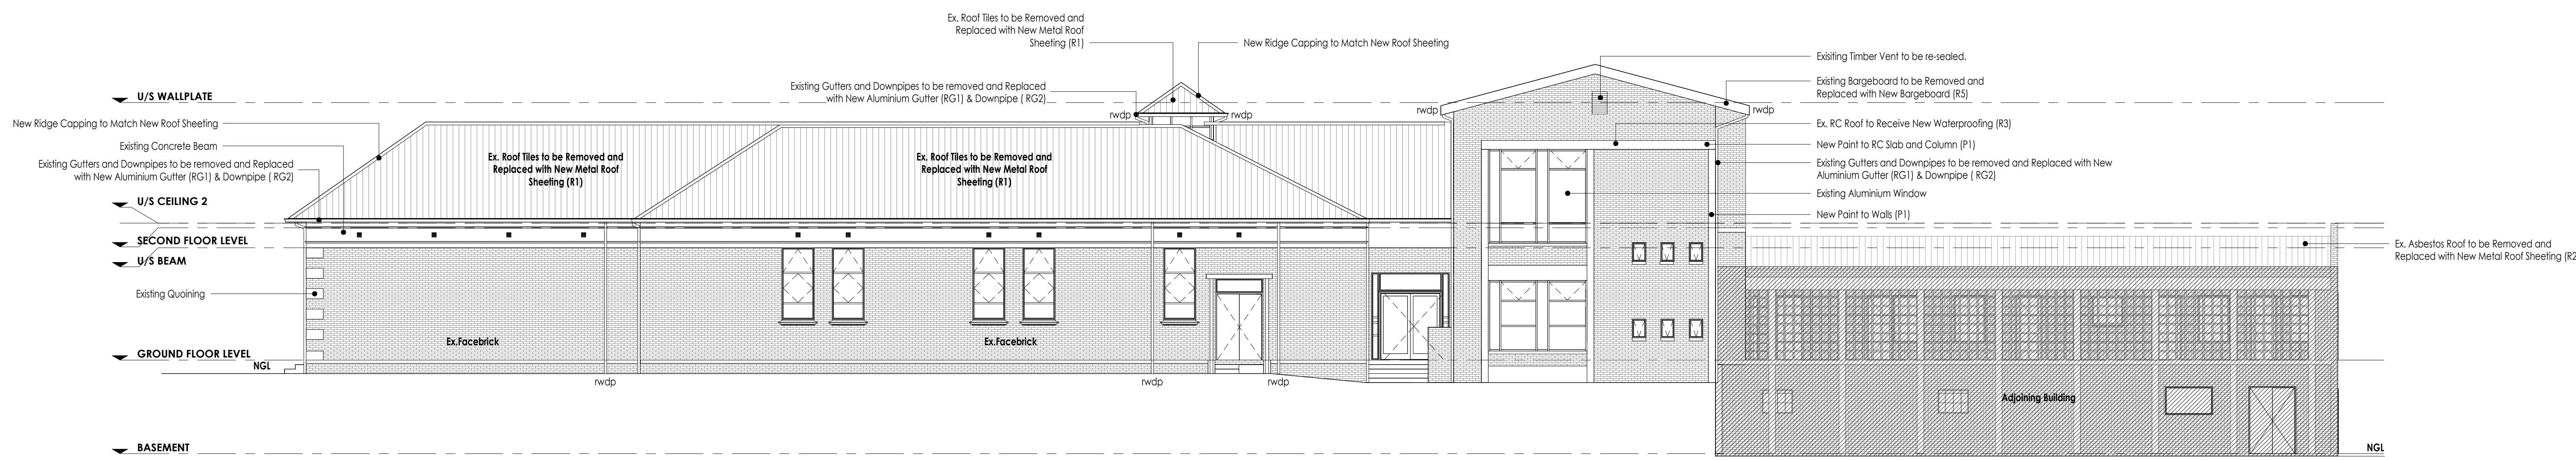 Ex. Roof Tiles to be Removed and
Replaced with New Metal Roof
Sheeting (R1)
New Ridge Capping to Match New Roof Sheeting
Existing Gutters and Downpipes to be removed and Replaced
with New Aluminium Gutter (RG1) & Downpipe ( RG2)
Exisiting Timber Vent to be re-sealed.
Existing Bargeboard to be Removed and
Replaced with New Bargeboard (R5)
U/S WALLPLATE
rwdp
rwdp
rwdp
rwdp
New Ridge Capping to Match New Roof Sheeting
Ex. RC Roof to Receive New Waterproofing (R3)
Existing Concrete Beam
New Paint to RC Slab and Column (P1)
Existing Gutters and Downpipes to be removed and Replaced
with New Aluminium Gutter (RG1) & Downpipe ( RG2)
Ex. Roof Tiles to be Removed and
Replaced with New Metal Roof
Sheeting (R1)
Ex. Roof Tiles to be Removed and
Replaced with New Metal Roof
Sheeting (R1)
Existing Gutters and Downpipes to be removed and Replaced with New
Aluminium Gutter (RG1) & Downpipe ( RG2)
Existing Aluminium Window
U/S CEILING 2
New Paint to Walls (P1)
SECOND FLOOR LEVEL
Ex. Asbestos Roof to be Removed and
Replaced with New Metal Roof Sheeting (R2
U/S BEAM
Existing Quoining
Ex.Facebrick
Ex.Facebrick
GROUND FLOOR LEVEL
NGL
rwdp
rwdp
rwdp
Adjoining Building
BASEMENT
NGL